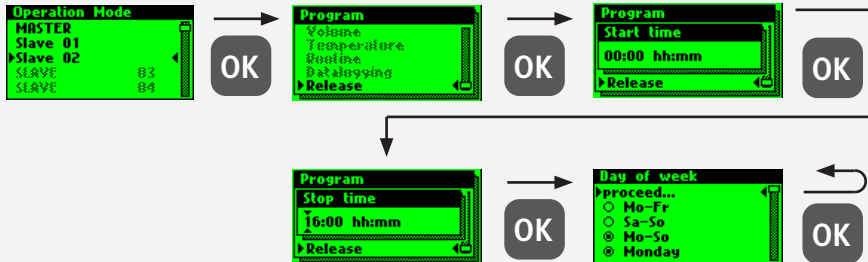 Operation Mode
MASTER
Slave 01
Slave 02
SLAVE 03
SLAVE 04
OK
Program
Volume
Temperature
Routine
Datalogging
Release
OK
Program
Start time
00:00 hh:mm
Release
OK
Program
Stop time
16:00 hh:mm
Release
OK
Day of week
proceed...
Mo-Fr
Sa-So
Mo-So
Monday
OK